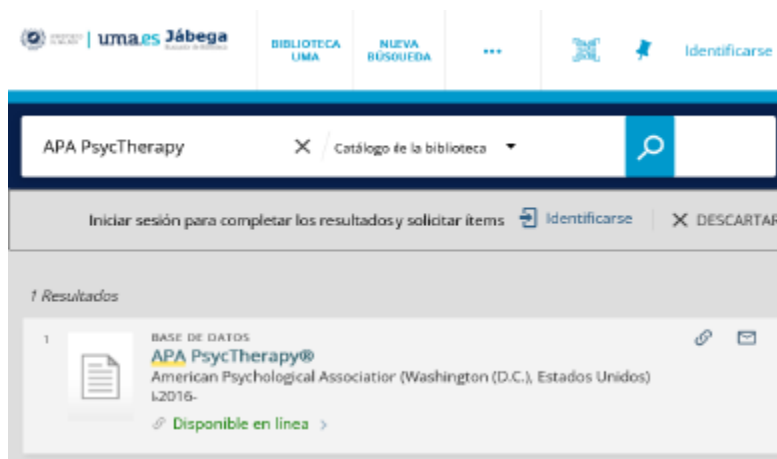 uma.es Jábega
BIBLIOTECA UMA
NUEVA BÚSQUEDA
...
Identificarse
APA PsycTherapy
Catálogo de la biblioteca
Iniciar sesión para completar los resultados y solicitar ítems
Identificarse
DESCARTAR
1 Resultados
1
BASE DE DATOS
APA PsycTherapy®
American Psychological Associatior (Washington (D.C.), Estados Unidos)
2016-
Disponible en línea